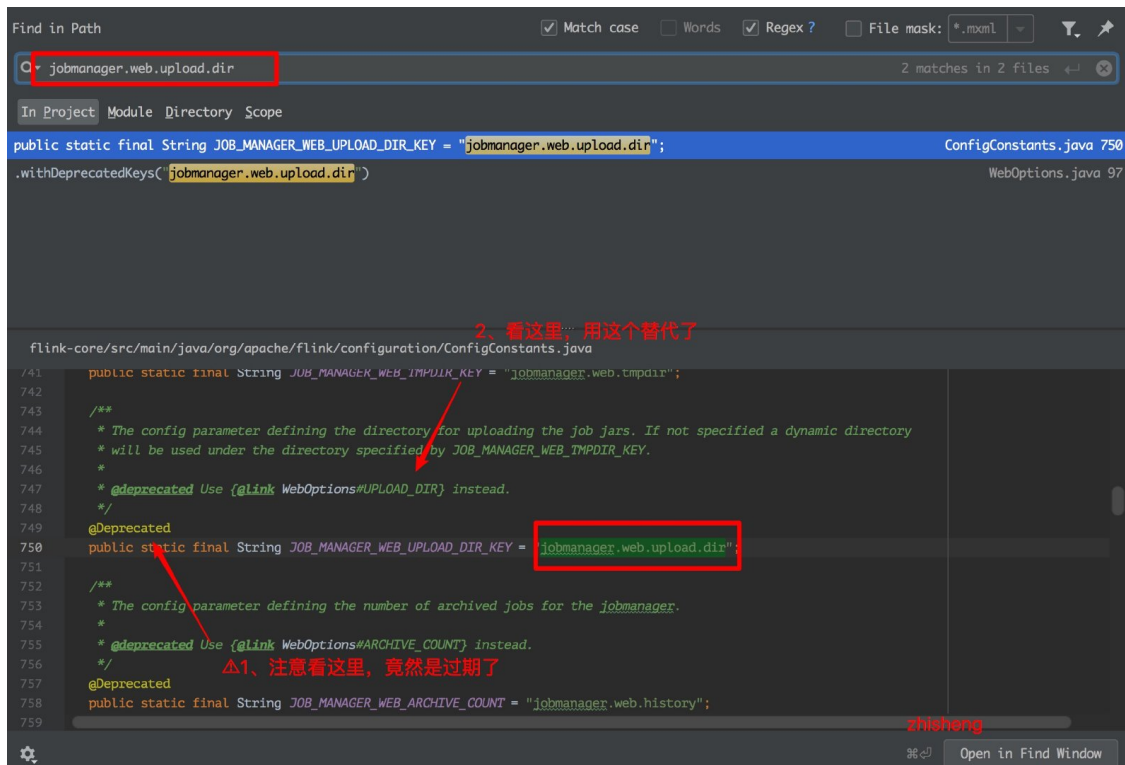 Find in Path Match case Words Regex ? File mask: *.mxml
jobmanager.web.upload.dir 2 matches in 2 files
In Project Module Directory Scope
public static final String JOB_MANAGER_WEB_UPLOAD_DIR_KEY = "jobmanager.web.upload.dir"; ConfigConstants.java 750
.withDeprecatedKeys("jobmanager.web.upload.dir") WebOptions.java 97
2、看这里，用这个替代了
flink-core/src/main/java/org/apache/flink/configuration/ConfigConstants.java
741 public static final String JOB_MANAGER_WEB_TMPDIR_KEY = "jobmanager.web.tmpdir";
742
743 /**
744 * The config parameter defining the directory for uploading the job jars. If not specified a dynamic directory
745 * will be used under the directory specified by JOB_MANAGER_WEB_TMPDIR_KEY.
746 *
747 * @deprecated Use {@link WebOptions#UPLOAD_DIR} instead.
748 */
749 @Deprecated
750 public static final String JOB_MANAGER_WEB_UPLOAD_DIR_KEY = "jobmanager.web.upload.dir";
751
752 /**
753 * The config parameter defining the number of archived jobs for the jobmanager.
754 *
755 * @deprecated Use {@link WebOptions#ARCHIVE_COUNT} instead.
756 */
⚠1、注意看这里，竟然是过期了
757 @Deprecated
758 public static final String JOB_MANAGER_WEB_ARCHIVE_COUNT = "jobmanager.web.history";
759
zhisheng
⌘⏎ Open in Find Window